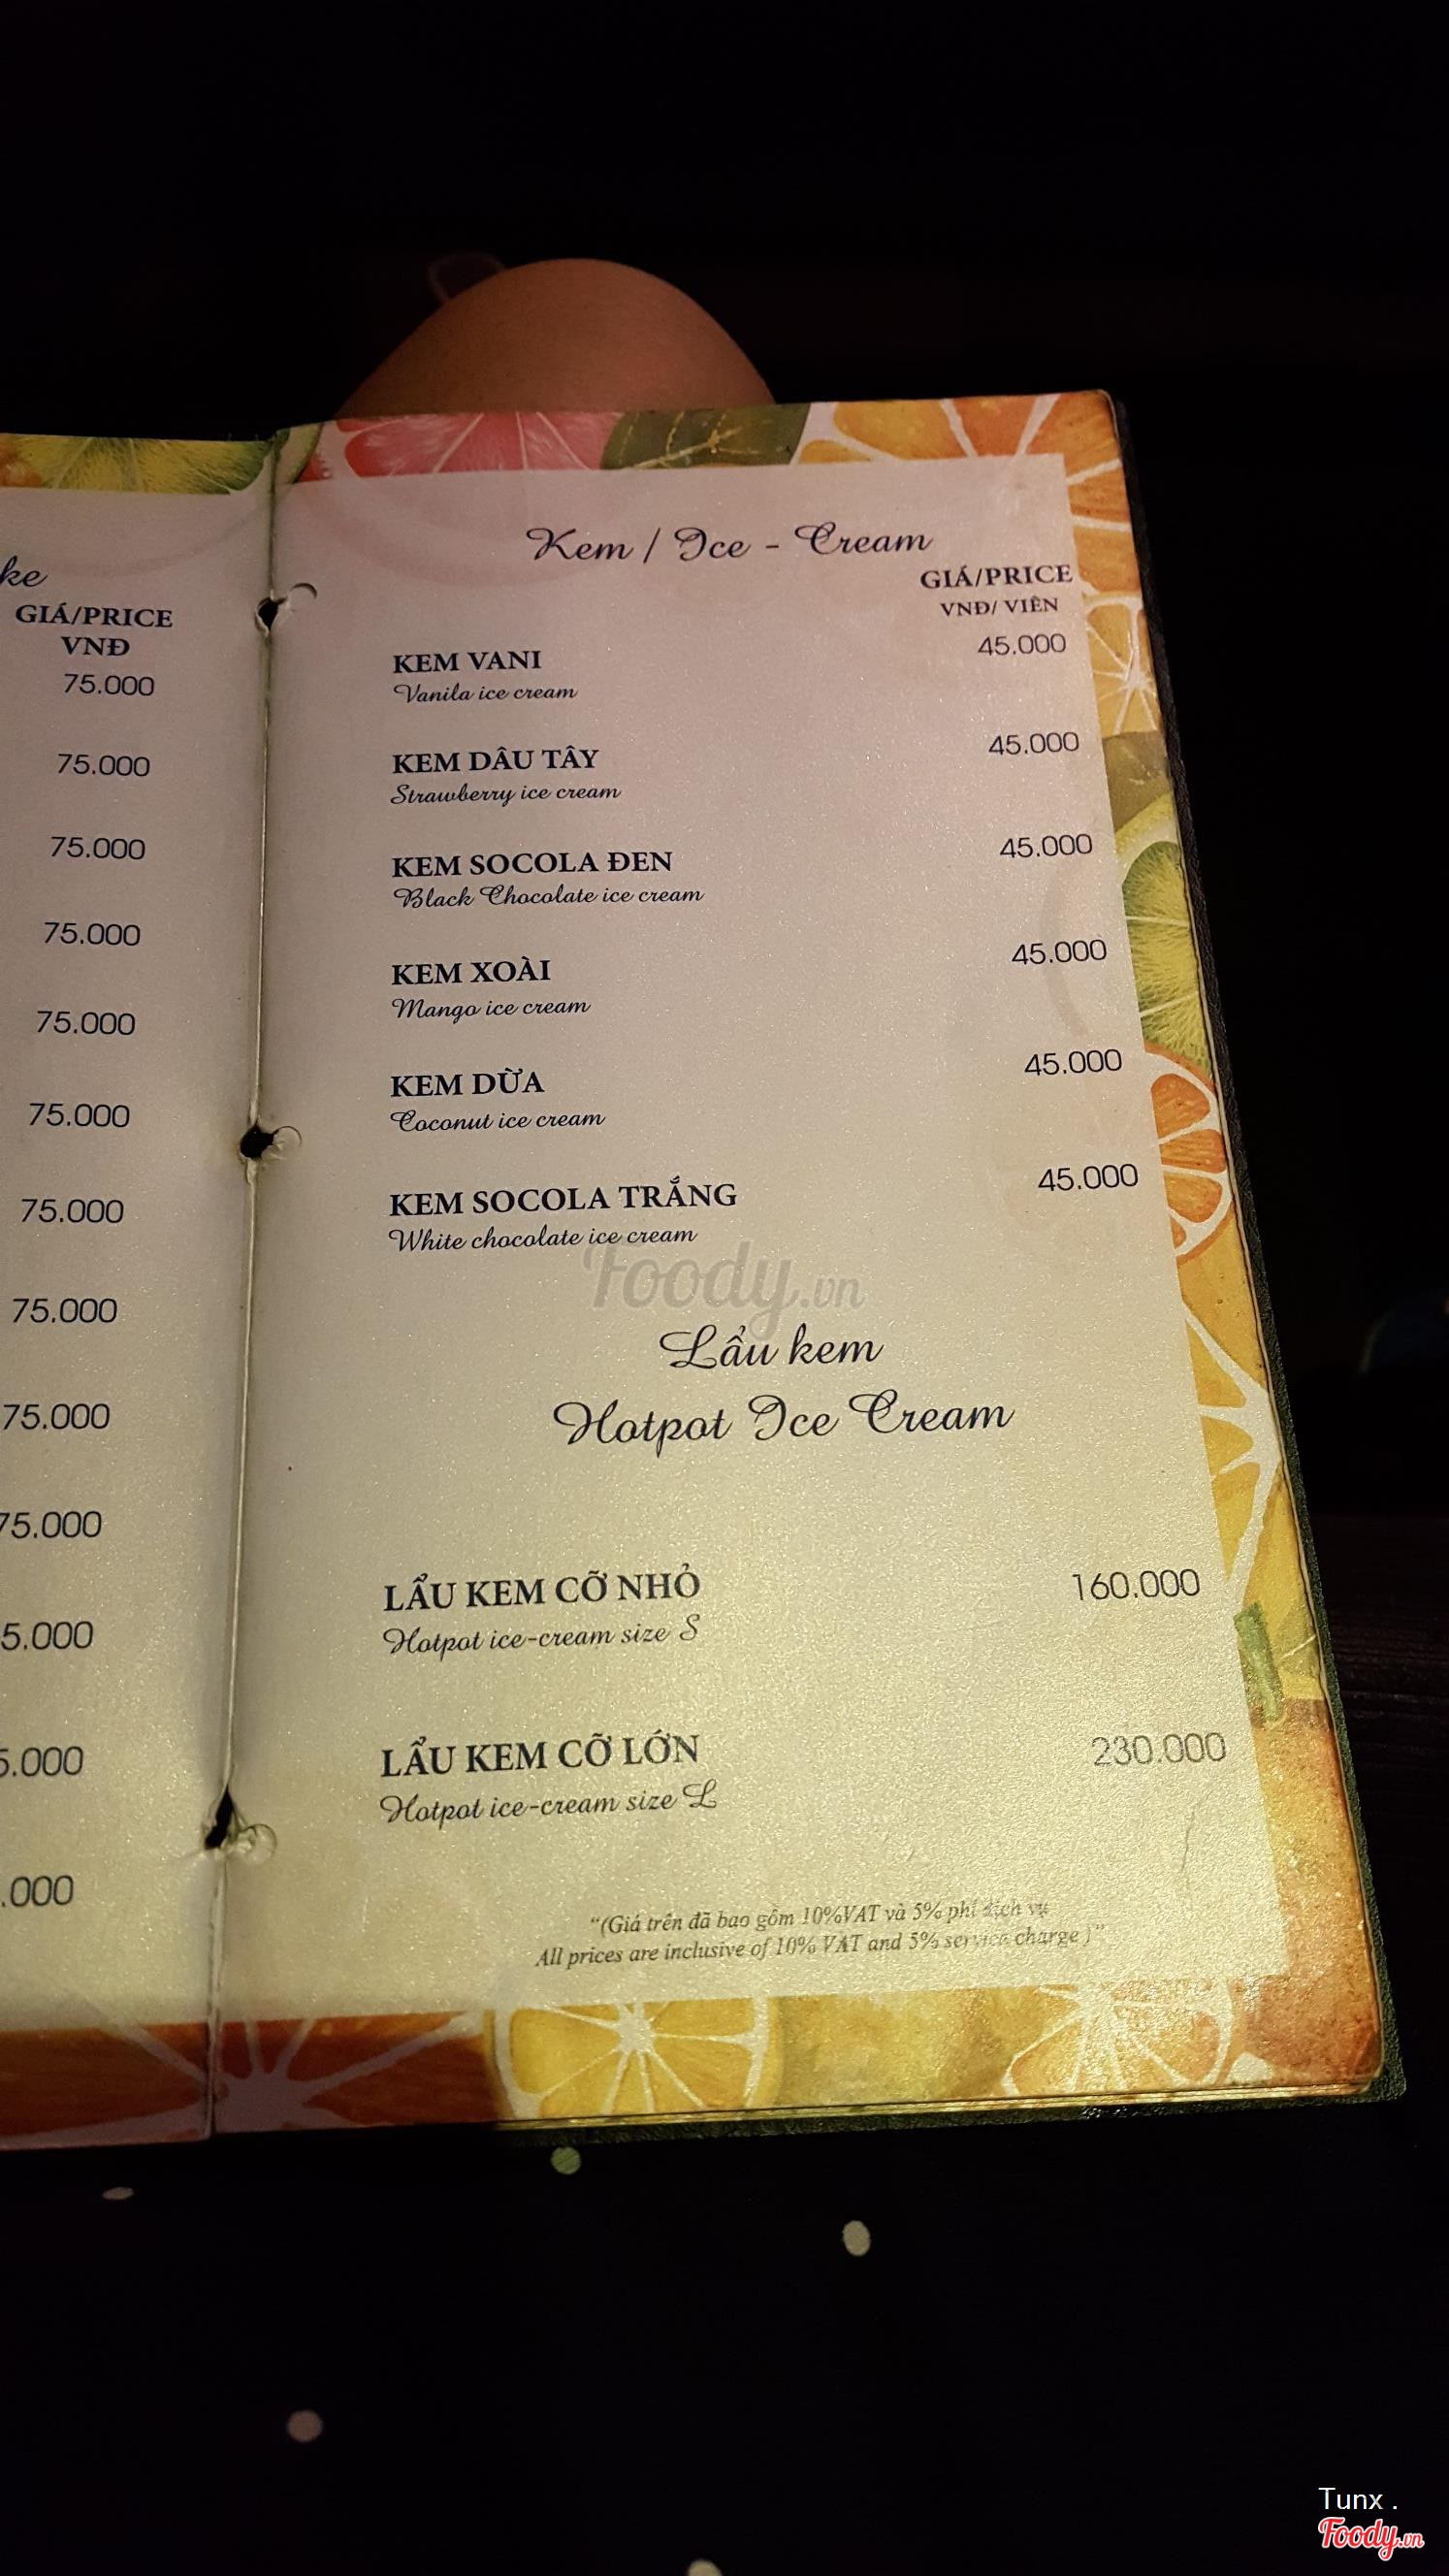 ke
GIÁ/PRICE
VNĐ
75.000
75.000
75.000
75.000
75.000
75.000
75.000
75.000
75.000
75.000
5.000
5.000
.000
Kem / Ice - Cream
GIÁ/PRICE
VNĐ/ VIÊN
KEM VANI 45.000
Vanila ice cream
KEM DÂU TÂY 45.000
Strawberry ice cream
KEM SOCOLA ĐEN 45.000
Black Chocolate ice cream
KEM XOÀI 45.000
Mango ice cream
KEM DỪA 45.000
Coconut ice cream
KEM SOCOLA TRẮNG 45.000
White chocolate ice cream
Foody.vn
Lẩu kem
Hotpot Ice Cream
LẨU KEM CỠ NHỎ 160.000
Hotpot ice-cream size S
LẨU KEM CỠ LỚN 230.000
Hotpot ice-cream size L
“(Giá trên đã bao gồm 10%VAT và 5% phí dịch vụ
All prices are inclusive of 10% VAT and 5% service charge )”
Tunx .
Foody.vn